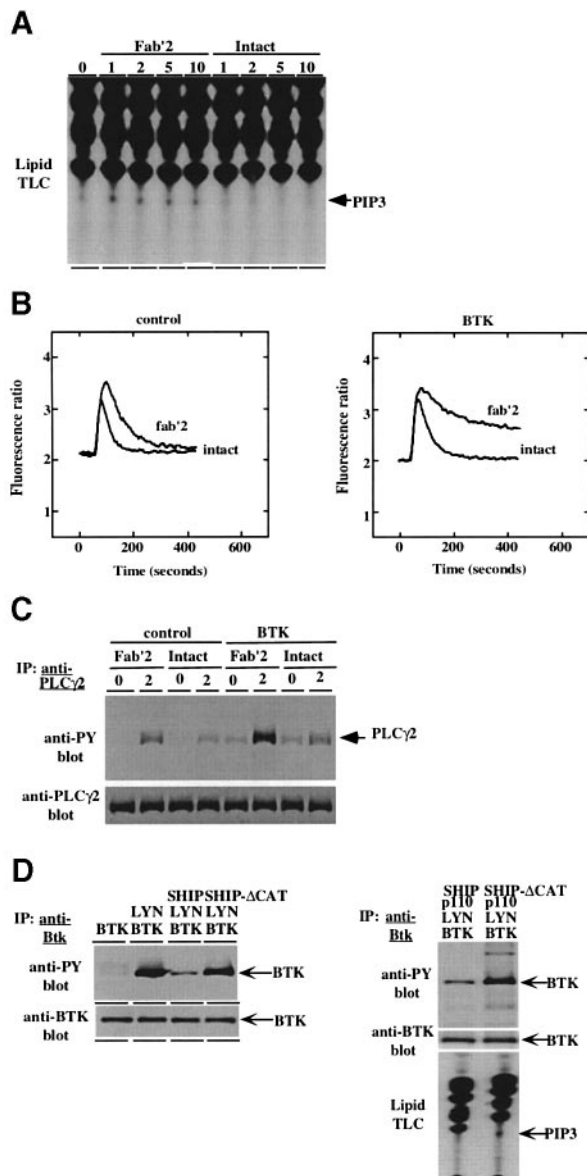 A
Fab'2 Intact
0 1 2 5 10 1 2 5 10
Lipid
TLC
PIP3
B
control
Fluorescence ratio
4
3
2
1
fab'2
intact
0 200 400 600
Time (seconds)
BTK
Fluorescence ratio
4
3
2
1
fab'2
intact
0 200 400 600
Time (seconds)
C
control BTK
Fab'2 Intact Fab'2 Intact
IP: anti-
PLCγ2
0 2 0 2 0 2 0 2
anti-PY
blot
PLCγ2
anti-PLCγ2
blot
D
SHIP SHIP-ΔCAT
LYN LYN LYN
IP: anti-
Btk
BTK BTK BTK BTK
anti-PY
blot
BTK
anti-BTK
blot
BTK
SHIP SHIP-ΔCAT
p110 p110
LYN LYN
IP: anti-
Btk
BTK BTK
anti-PY
blot
BTK
anti-BTK
blot
BTK
Lipid
TLC
PIP3